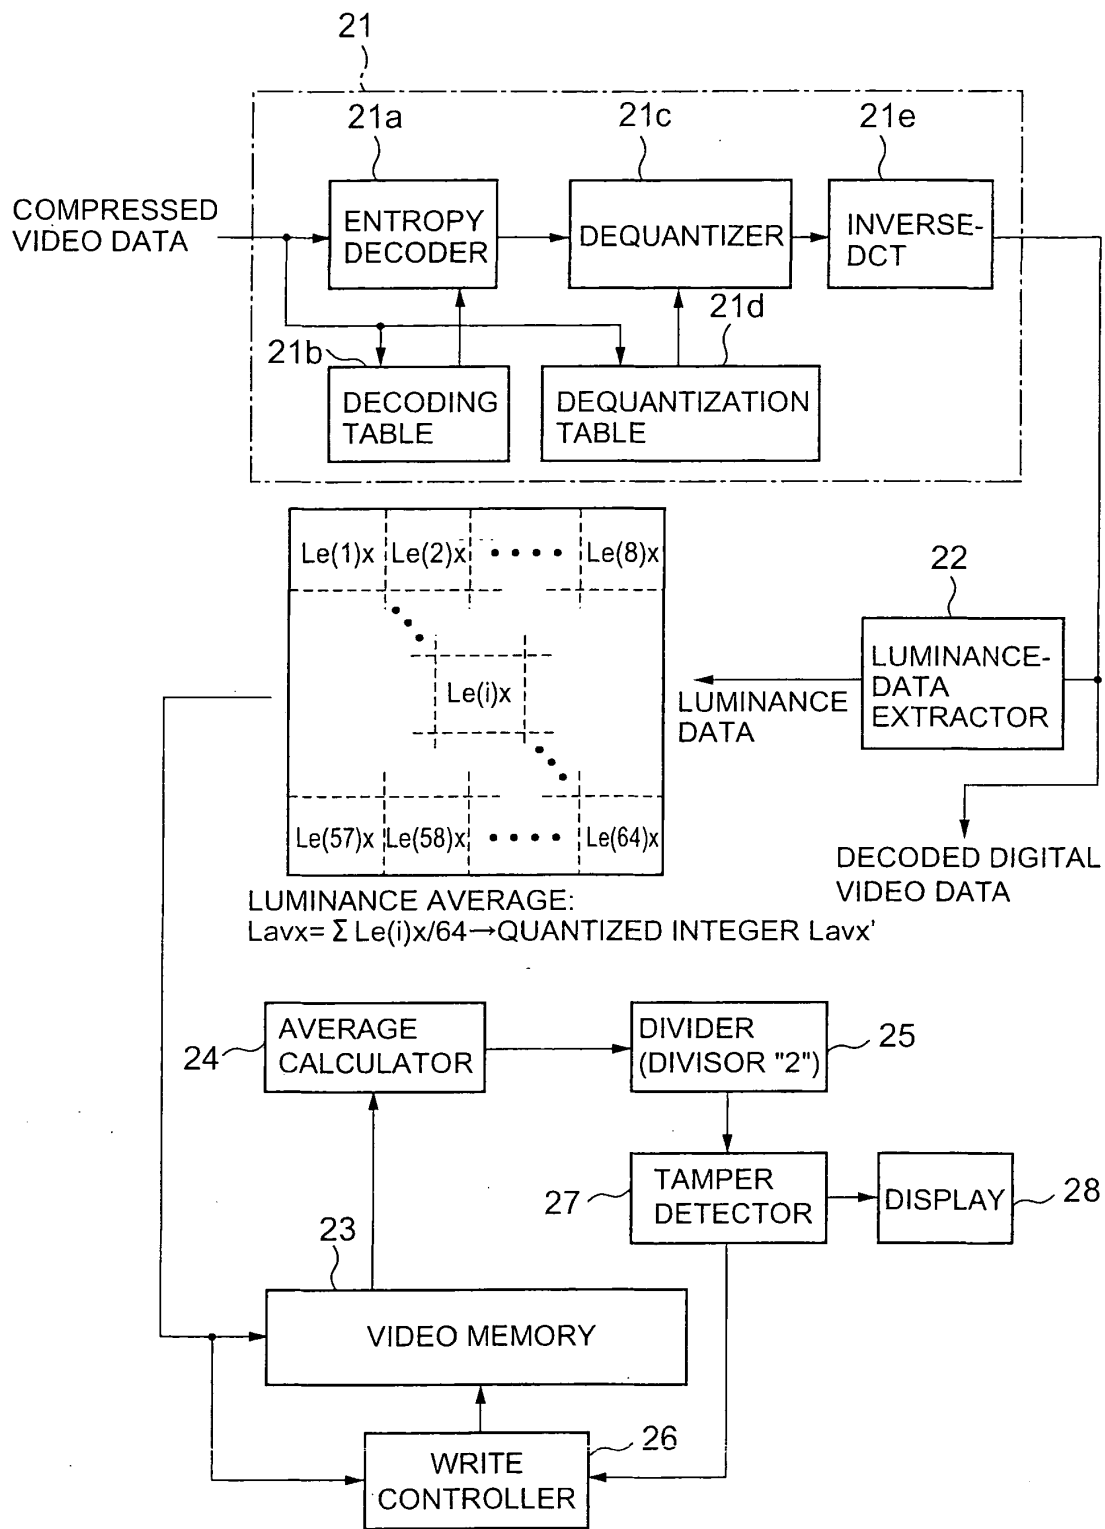 21
21a
21c
21e
COMPRESSED
VIDEO DATA
ENTROPY
DECODER
DEQUANTIZER
INVERSE-
DCT
21b
21d
DECODING
TABLE
DEQUANTIZATION
TABLE
Le(1)x Le(2)x • • • • Le(8)x
22
Le(i)x
LUMINANCE
DATA
LUMINANCE-
DATA
EXTRACTOR
Le(57)x Le(58)x • • • • Le(64)x
DECODED DIGITAL
VIDEO DATA
LUMINANCE AVERAGE:
Lavx= Σ Le(i)x/64→QUANTIZED INTEGER Lavx'
24
AVERAGE
CALCULATOR
DIVIDER
(DIVISOR "2")
25
27
TAMPER
DETECTOR
DISPLAY
28
23
VIDEO MEMORY
26
WRITE
CONTROLLER